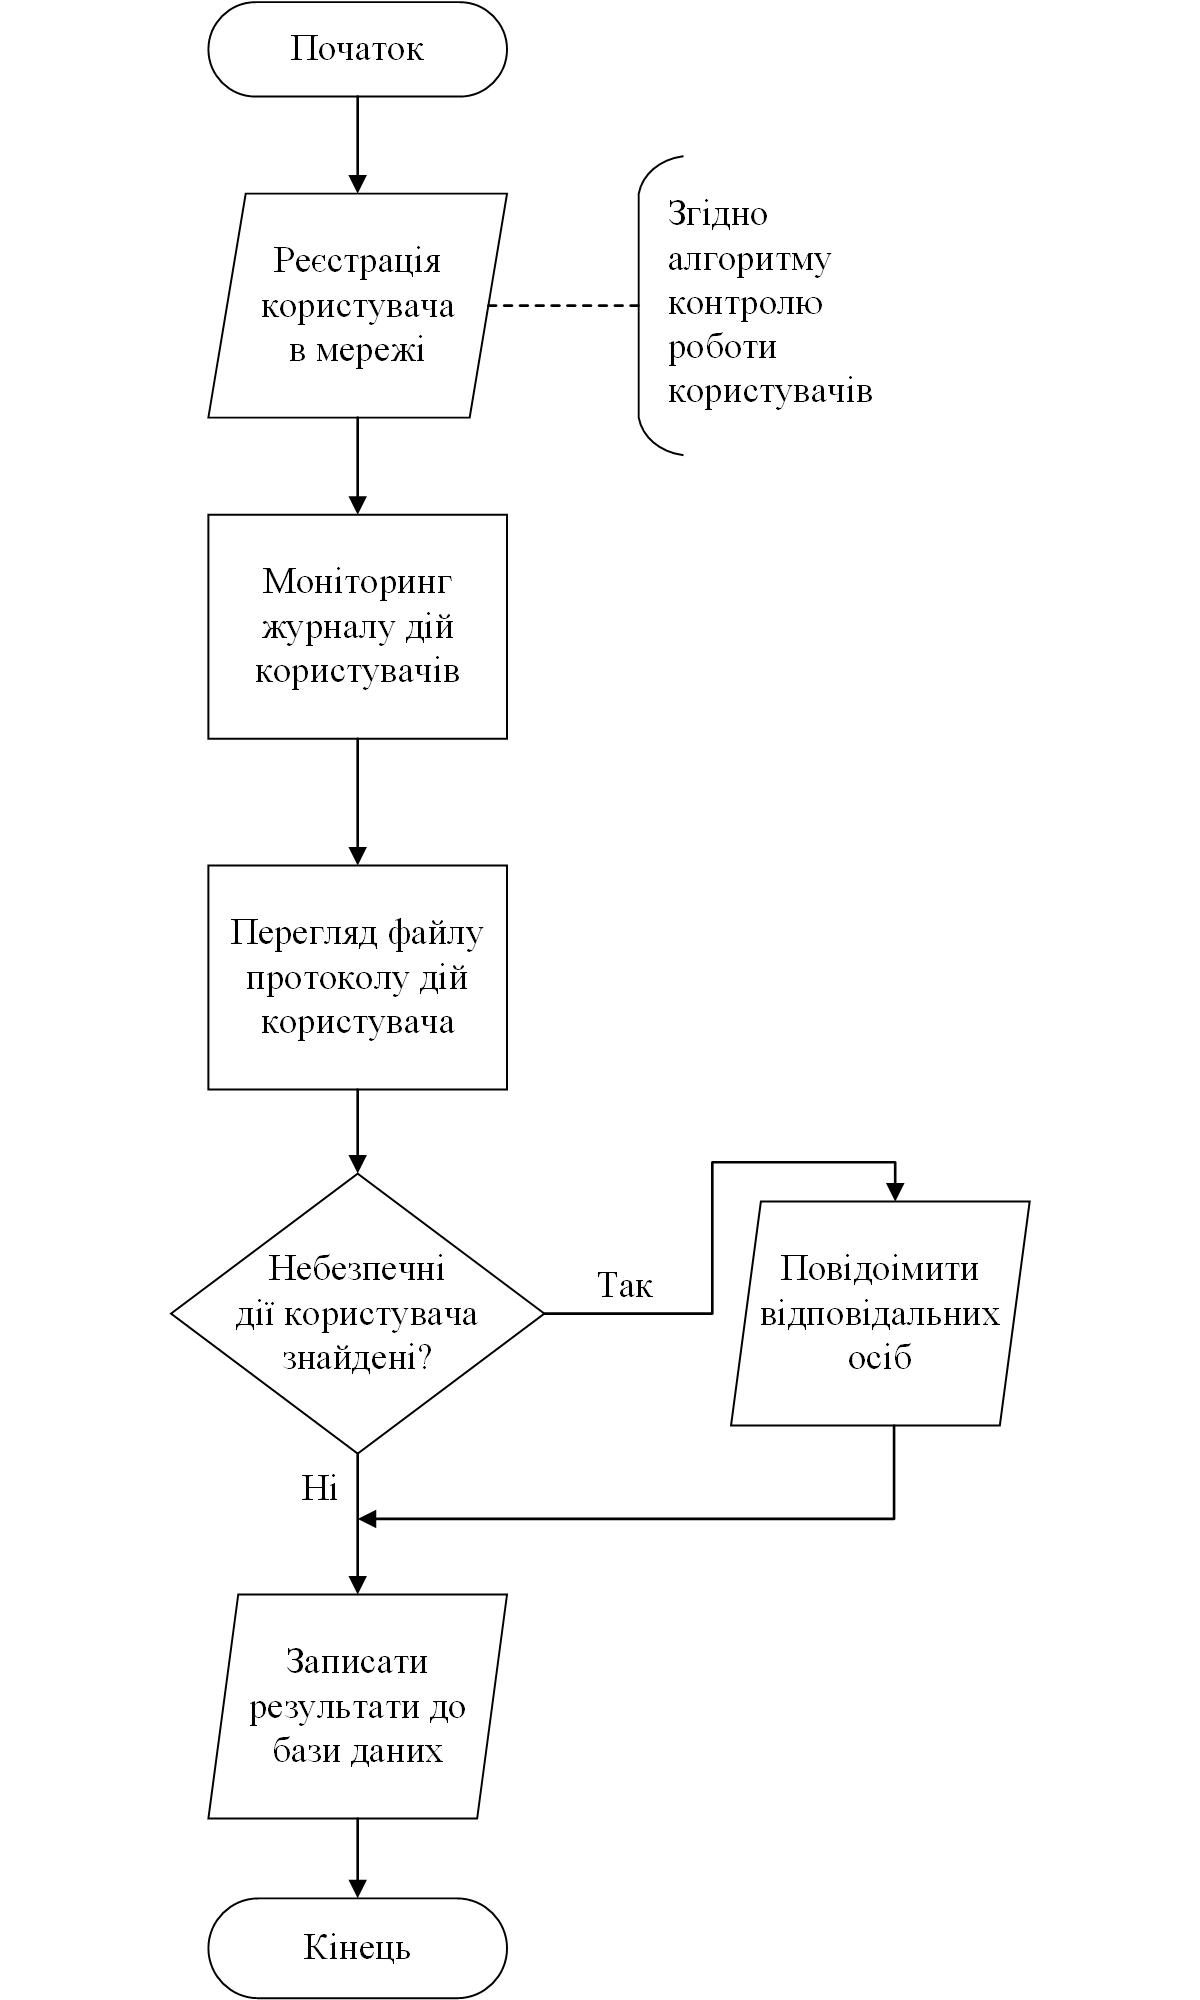 Початок
Реєстрація
користувача
в мережі
Згідно
алгоритму
контролю
роботи
користувачів
Моніторинг
журналу дій
користувачів
Перегляд файлу
протоколу дій
користувача
Небезпечні
дії користувача
знайдені?
Так
Повідоімити
відповідальних
осіб
Ні
Записати
результати до
бази даних
Кінець